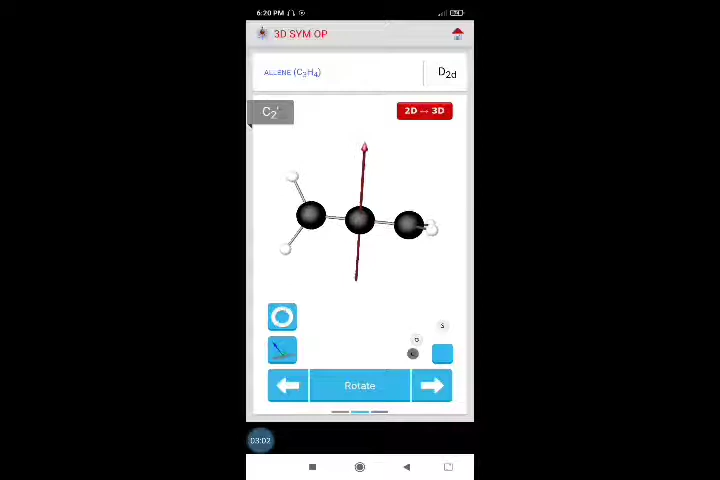 6:20 PM
3D SYM OP
ALLENE (C₃H₄)
D₂d
C₂'
2D → 3D
S
Rotate
03:02